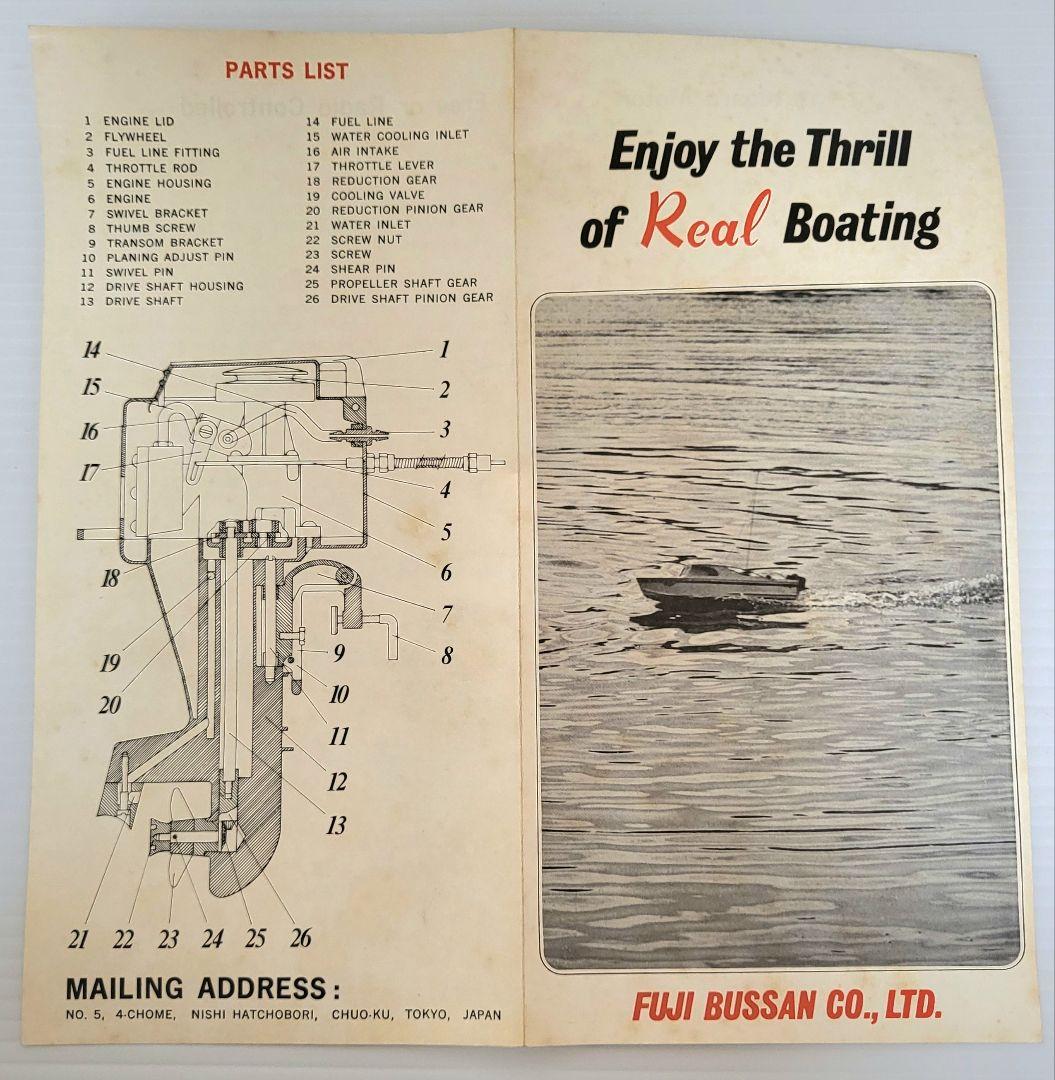 PARTS LIST
1 ENGINE LID
2 FLYWHEEL
3 FUEL LINE FITTING
4 THROTTLE ROD
5 ENGINE HOUSING
6 ENGINE
7 SWIVEL BRACKET
8 THUMB SCREW
9 TRANSOM BRACKET
10 PLANING ADJUST PIN
11 SWIVEL PIN
12 DRIVE SHAFT HOUSING
13 DRIVE SHAFT
14 FUEL LINE
15 WATER COOLING INLET
16 AIR INTAKE
17 THROTTLE LEVER
18 REDUCTION GEAR
19 COOLING VALVE
20 REDUCTION PINION GEAR
21 WATER INLET
22 SCREW NUT
23 SCREW
24 SHEAR PIN
25 PROPELLER SHAFT GEAR
26 DRIVE SHAFT PINION GEAR
14
15
16
17
18
19
20
1
2
3
4
5
6
7
8
9
10
11
12
13
21 22 23 24 25 26
MAILING ADDRESS:
NO. 5, 4-CHOME, NISHI HATCHOBORI, CHUO-KU, TOKYO, JAPAN
Enjoy the Thrill
of Real Boating
FUJI BUSSAN CO., LTD.